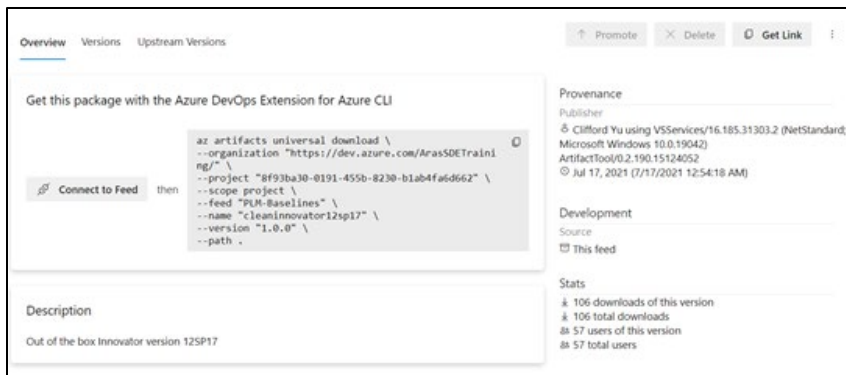 Overview Versions Upstream Versions
Promote Delete Get Link
Get this package with the Azure DevOps Extension for Azure CLI
Connect to Feed then
az artifacts universal download \
--organization "https://dev.azure.com/ArasSDETraini
ng/" \
--project "8f93ba30-0191-455b-8230-b1ab4fa6d662" \
--scope project \
--feed "PLM-Baselines" \
--name "cleaninnovator12sp17" \
--version "1.0.0" \
--path .
Description
Out of the box Innovator version 12SP17
Provenance
Publisher
Clifford Yu using VSServices/16.185.31303.2 (NetStandard;
Microsoft Windows 10.0.19042)
ArtifactTool/0.2.190.15124052
Jul 17, 2021 (7/17/2021 12:54:18 AM)
Development
Source
This feed
Stats
106 downloads of this version
106 total downloads
57 users of this version
57 total users